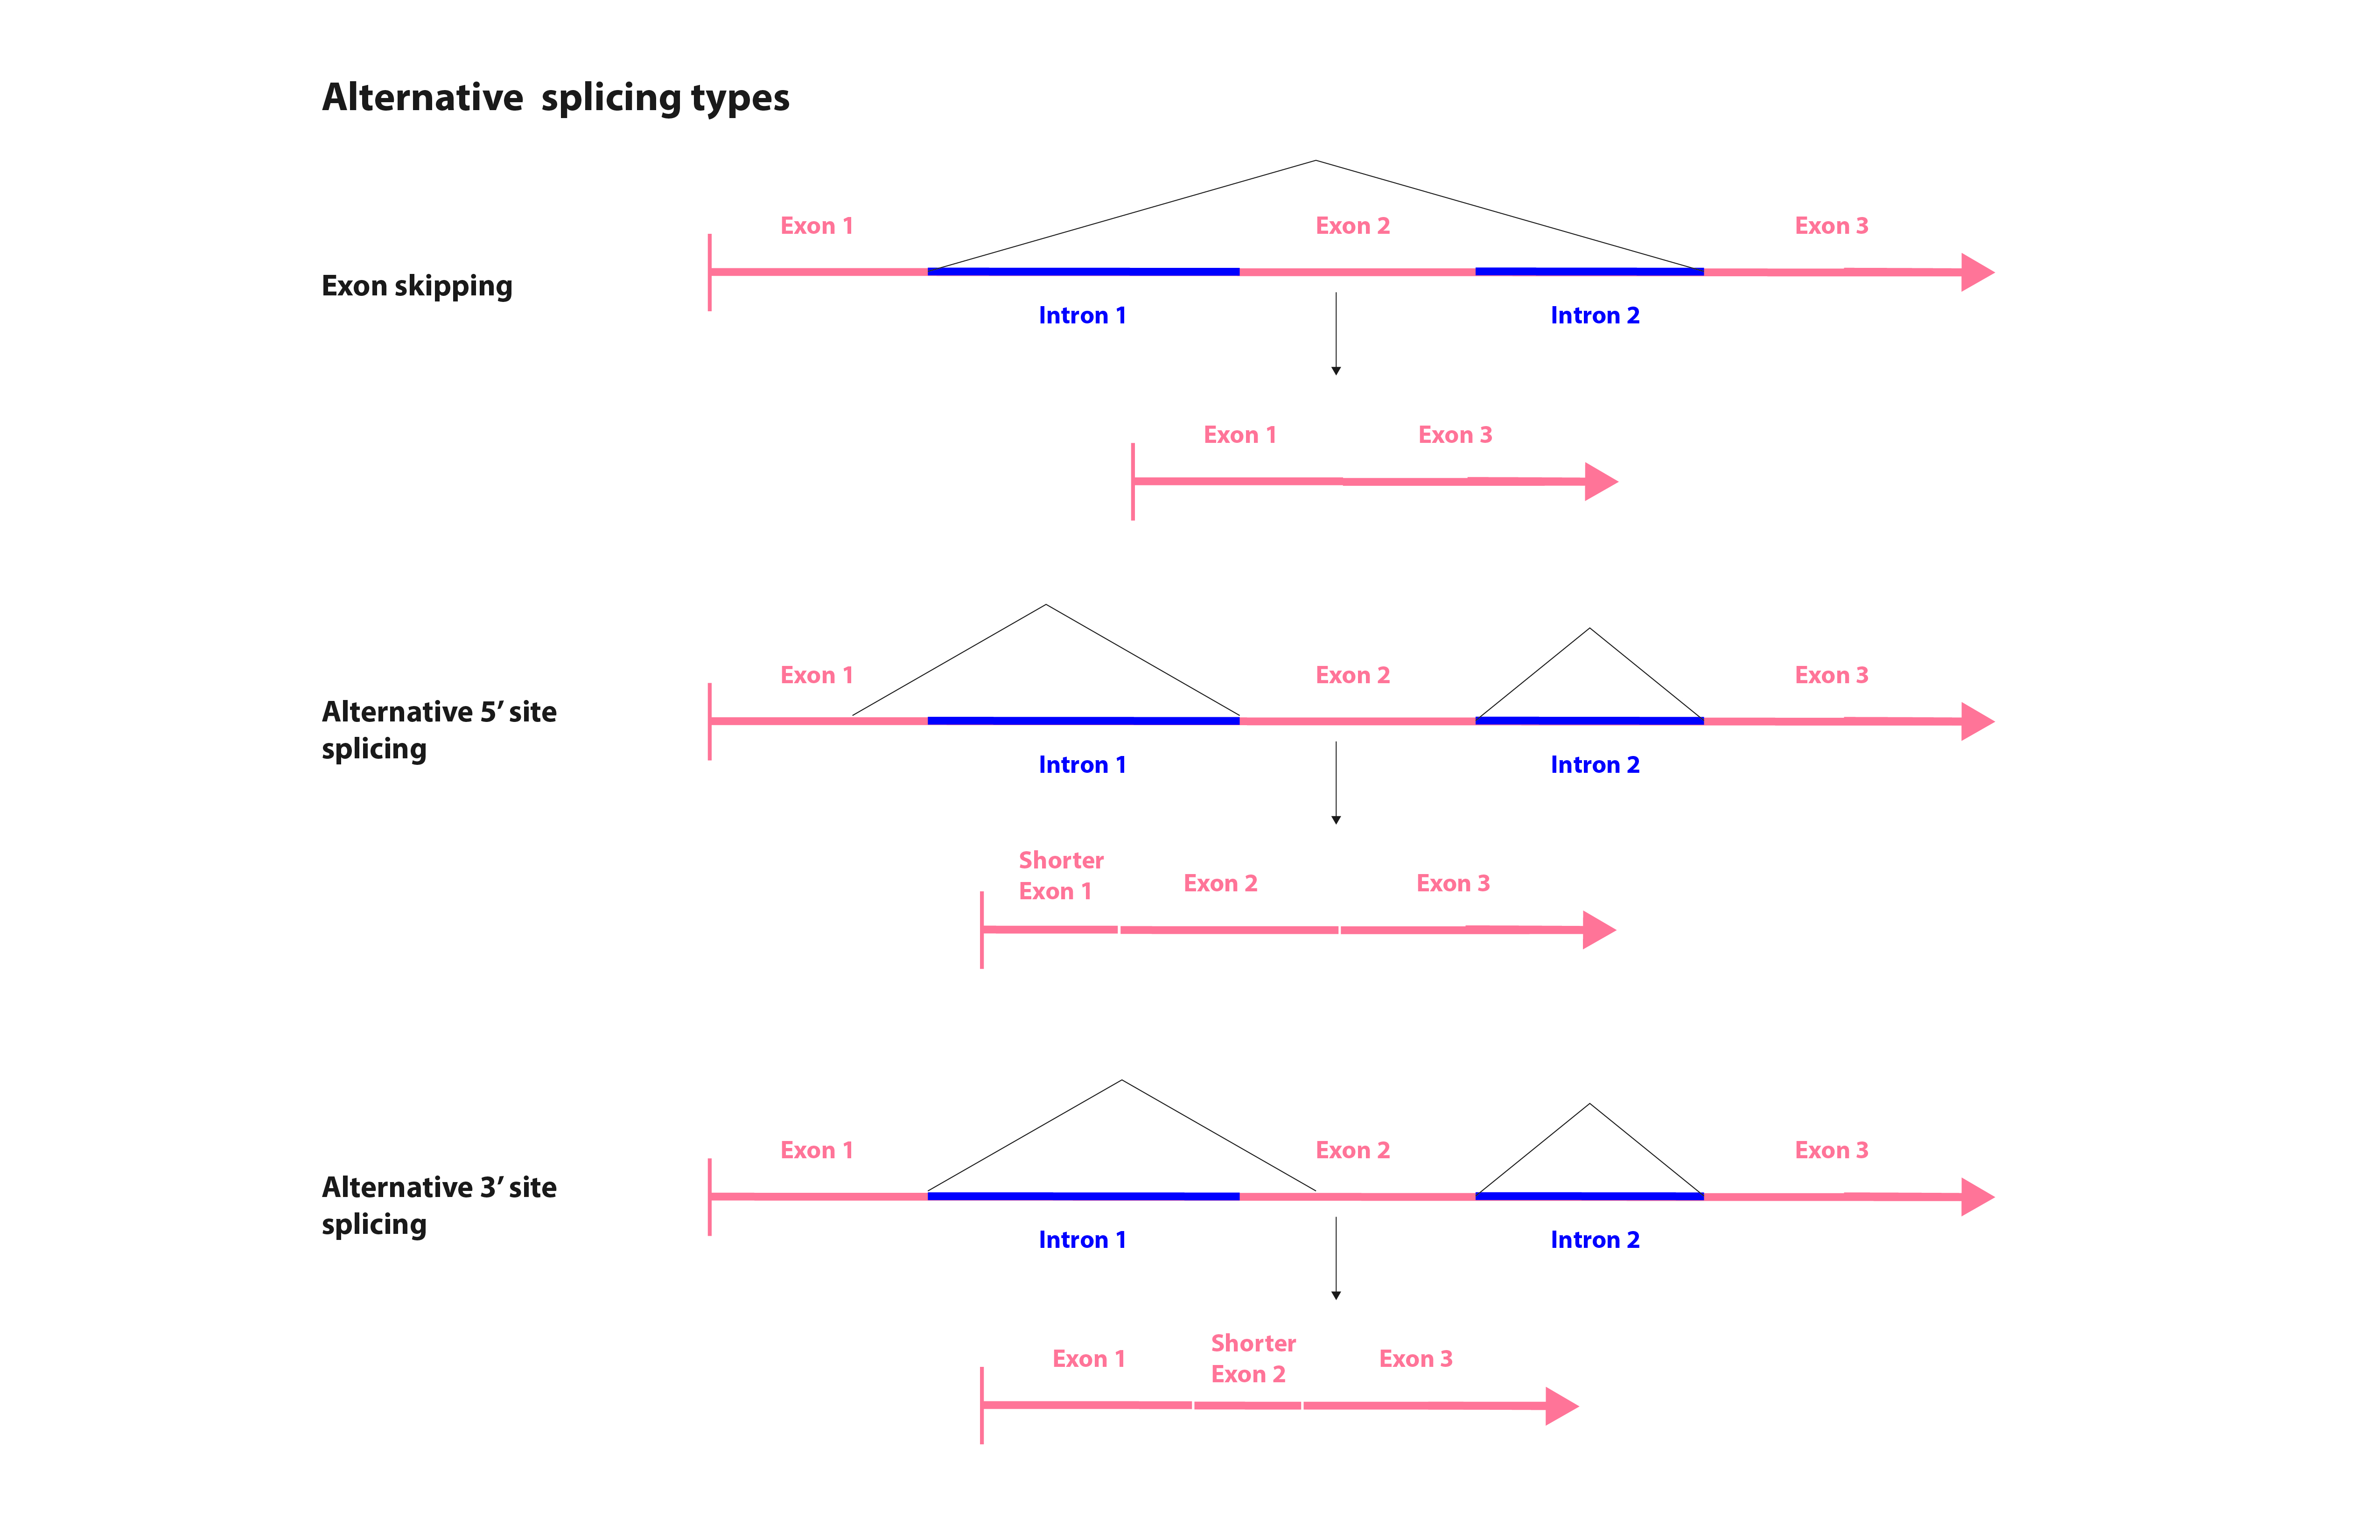 Alternative splicing types
Exon 1
Exon 2
Exon 3
Exon skipping
Intron 1
Intron 2
Exon 1
Exon 3
Exon 1
Exon 2
Exon 3
Alternative 5’ site
splicing
Intron 1
Intron 2
Shorter
Exon 1
Exon 2
Exon 3
Exon 1
Exon 2
Exon 3
Alternative 3’ site
splicing
Intron 1
Intron 2
Exon 1
Shorter
Exon 2
Exon 3